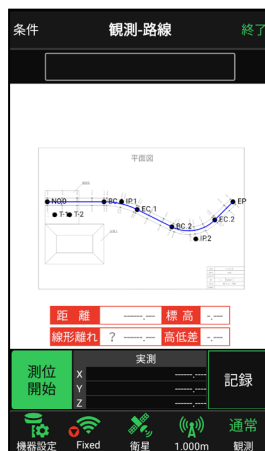 条件 観測-路線 終了
平面図
NO.0 BC.1 IP.1 EC.1 BC.2 IP.2 EC.2 EP
T-1 T-2
距 離 -----.--- 標 高 -.---
線形離れ ? -----.--- 高低差 -.---
測位開始
実測
X -----.---
Y -----.---
Z -----.---
記録
機器設定 Fixed 衛星 1.000m 通常
観測